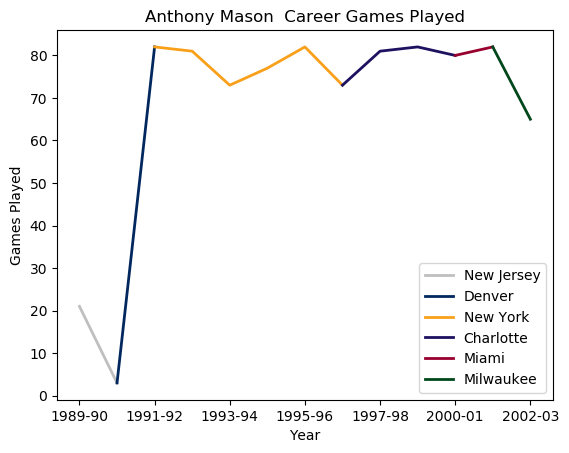 Anthony Mason  Career Games Played
Games Played
80
70
60
50
40
30
20
10
0
New Jersey
Denver
New York
Charlotte
Miami
Milwaukee
1989-90 1991-92 1993-94 1995-96 1997-98 2000-01 2002-03
Year